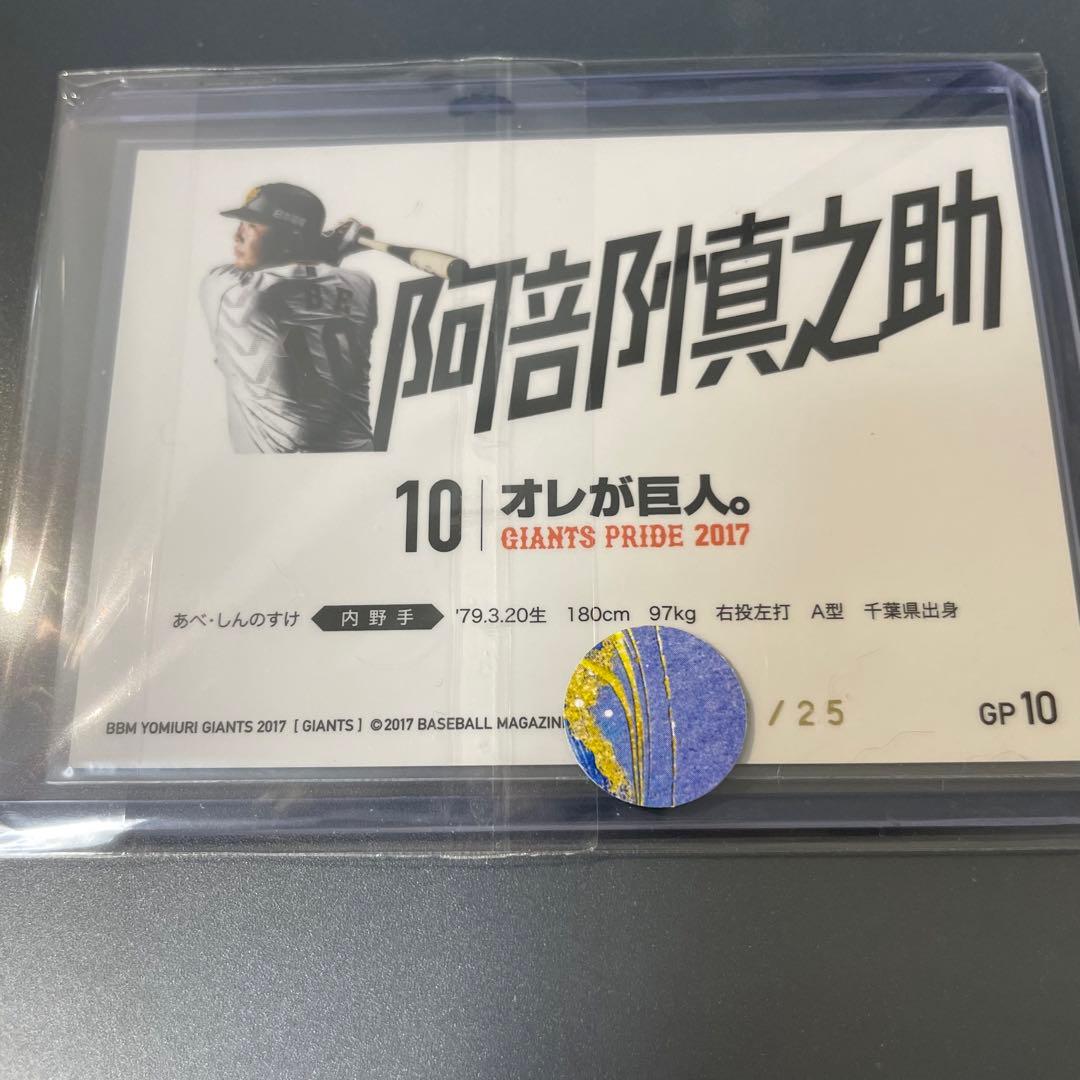 阿部慎之助
10 オレが巨人。
GIANTS PRIDE 2017
あべ・しんのすけ 内野手 '79.3.20生 180cm 97kg 右投左打 A型 千葉県出身
BBM YOMIURI GIANTS 2017 [ GIANTS ] ©2017 BASEBALL /25 GP10